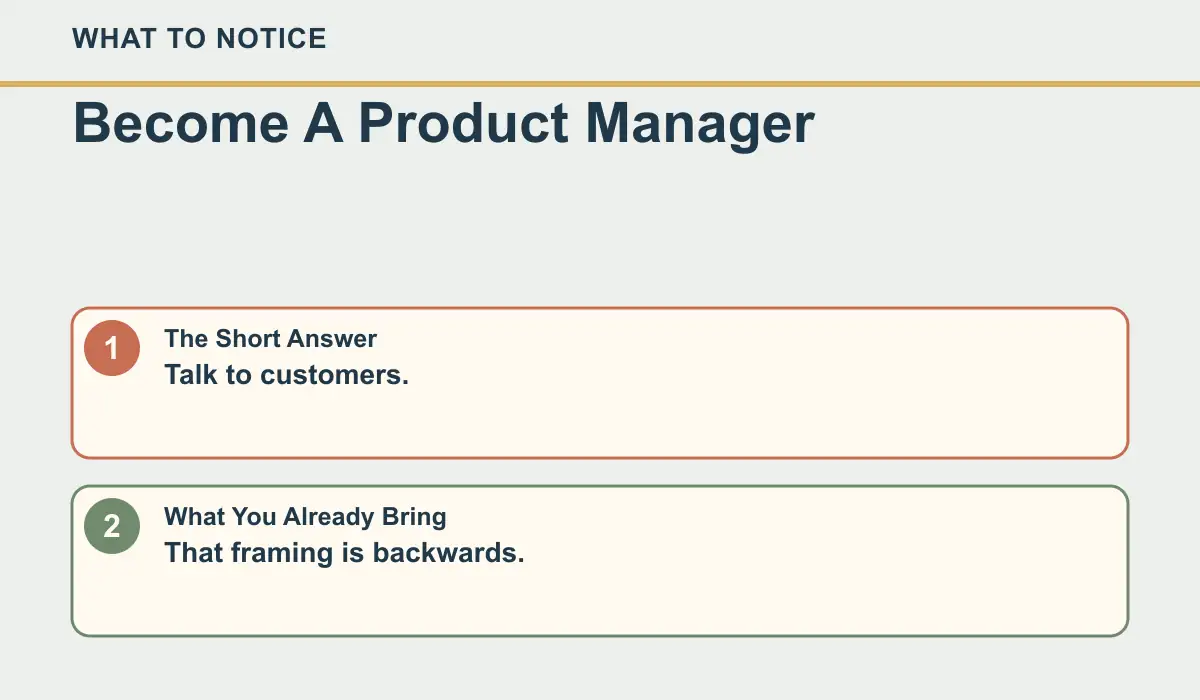 WHAT TO NOTICE
Become A Product Manager
1
The Short Answer
Talk to customers.
2
What You Already Bring
That framing is backwards.